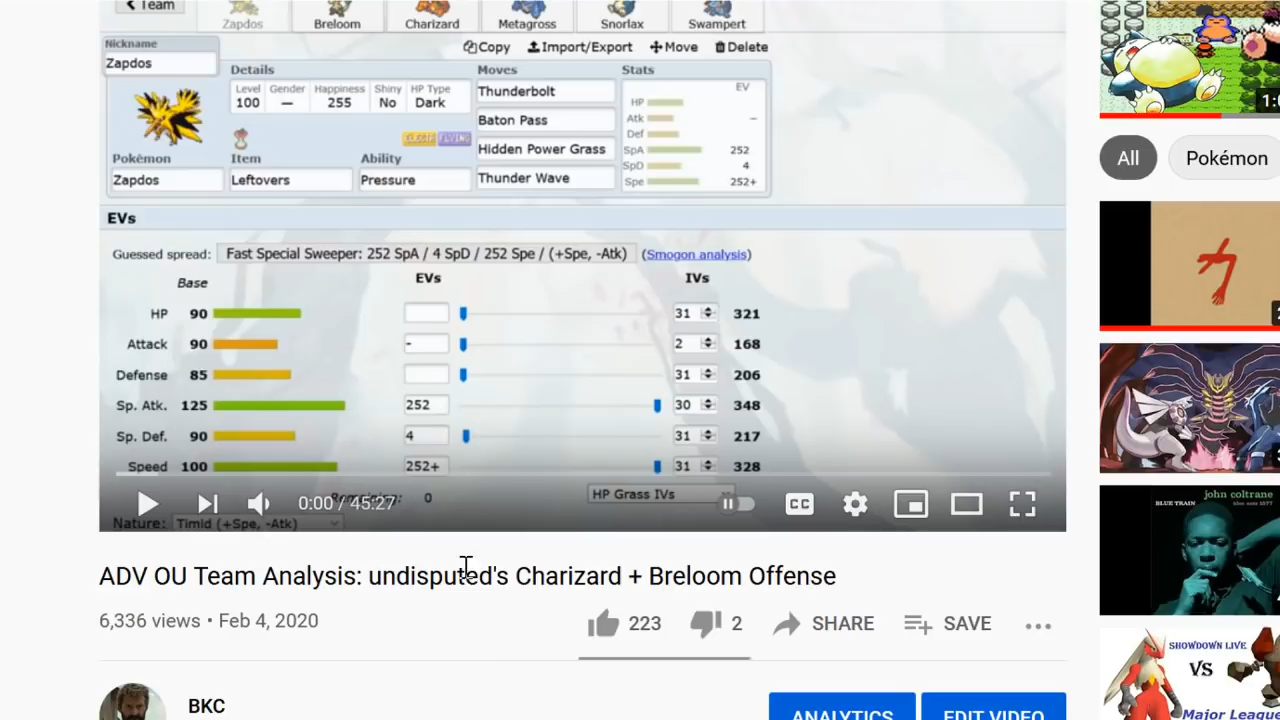 Team
Zapdos Breloom Charizard Metagross Snorlax Swampert
Nickname
Zapdos
Copy Import/Export Move Delete
Details
Level Gender Happiness Shiny HP Type
100 — 255 No Dark
ELECTR FLYING
Pokémon Item Ability
Zapdos Leftovers Pressure
Moves
Thunderbolt
Baton Pass
Hidden Power Grass
Thunder Wave
Stats
EV
HP
Atk –
Def
SpA 252
SpD 4
Spe 252+
EVs
Guessed spread: Fast Special Sweeper: 252 SpA / 4 SpD / 252 Spe / (+Spe, -Atk) (Smogon analysis)
Base EVs IVs
HP 90 31 321
Attack 90 - 2 168
Defense 85 31 206
Sp. Atk. 125 252 30 348
Sp. Def. 90 4 31 217
Speed 100 252+ 31 328
0
HP Grass IVs
0:00 / 45:27
CC
Nature: Timid (+Spe, -Atk)
ADV OU Team Analysis: undisputed's Charizard + Breloom Offense
6,336 views • Feb 4, 2020
223 2 SHARE SAVE
BKC
ANALYTICS EDIT VIDEO
All Pokémon
カ
john coltrane
BLUE TRAIN
SHOWDOWN LIVE
VS
Major League